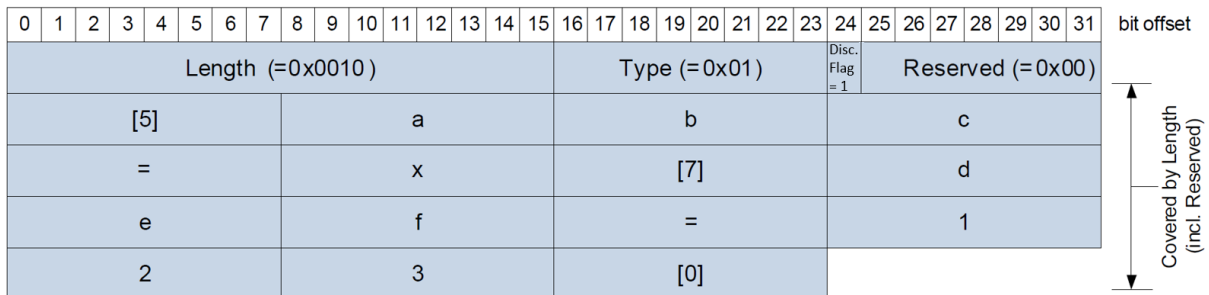 0 1 2 3 4 5 6 7 8 9 10 11 12 13 14 15 16 17 18 19 20 21 22 23 24 25 26 27 28 29 30 31 bit offset
Length (=0x0010) Type (=0x01) Disc. Flag = 1 Reserved (=0x00)
[5] a b c
= x [7] d
e f = 1
2 3 [0]
Covered by Length
(incl. Reserved)